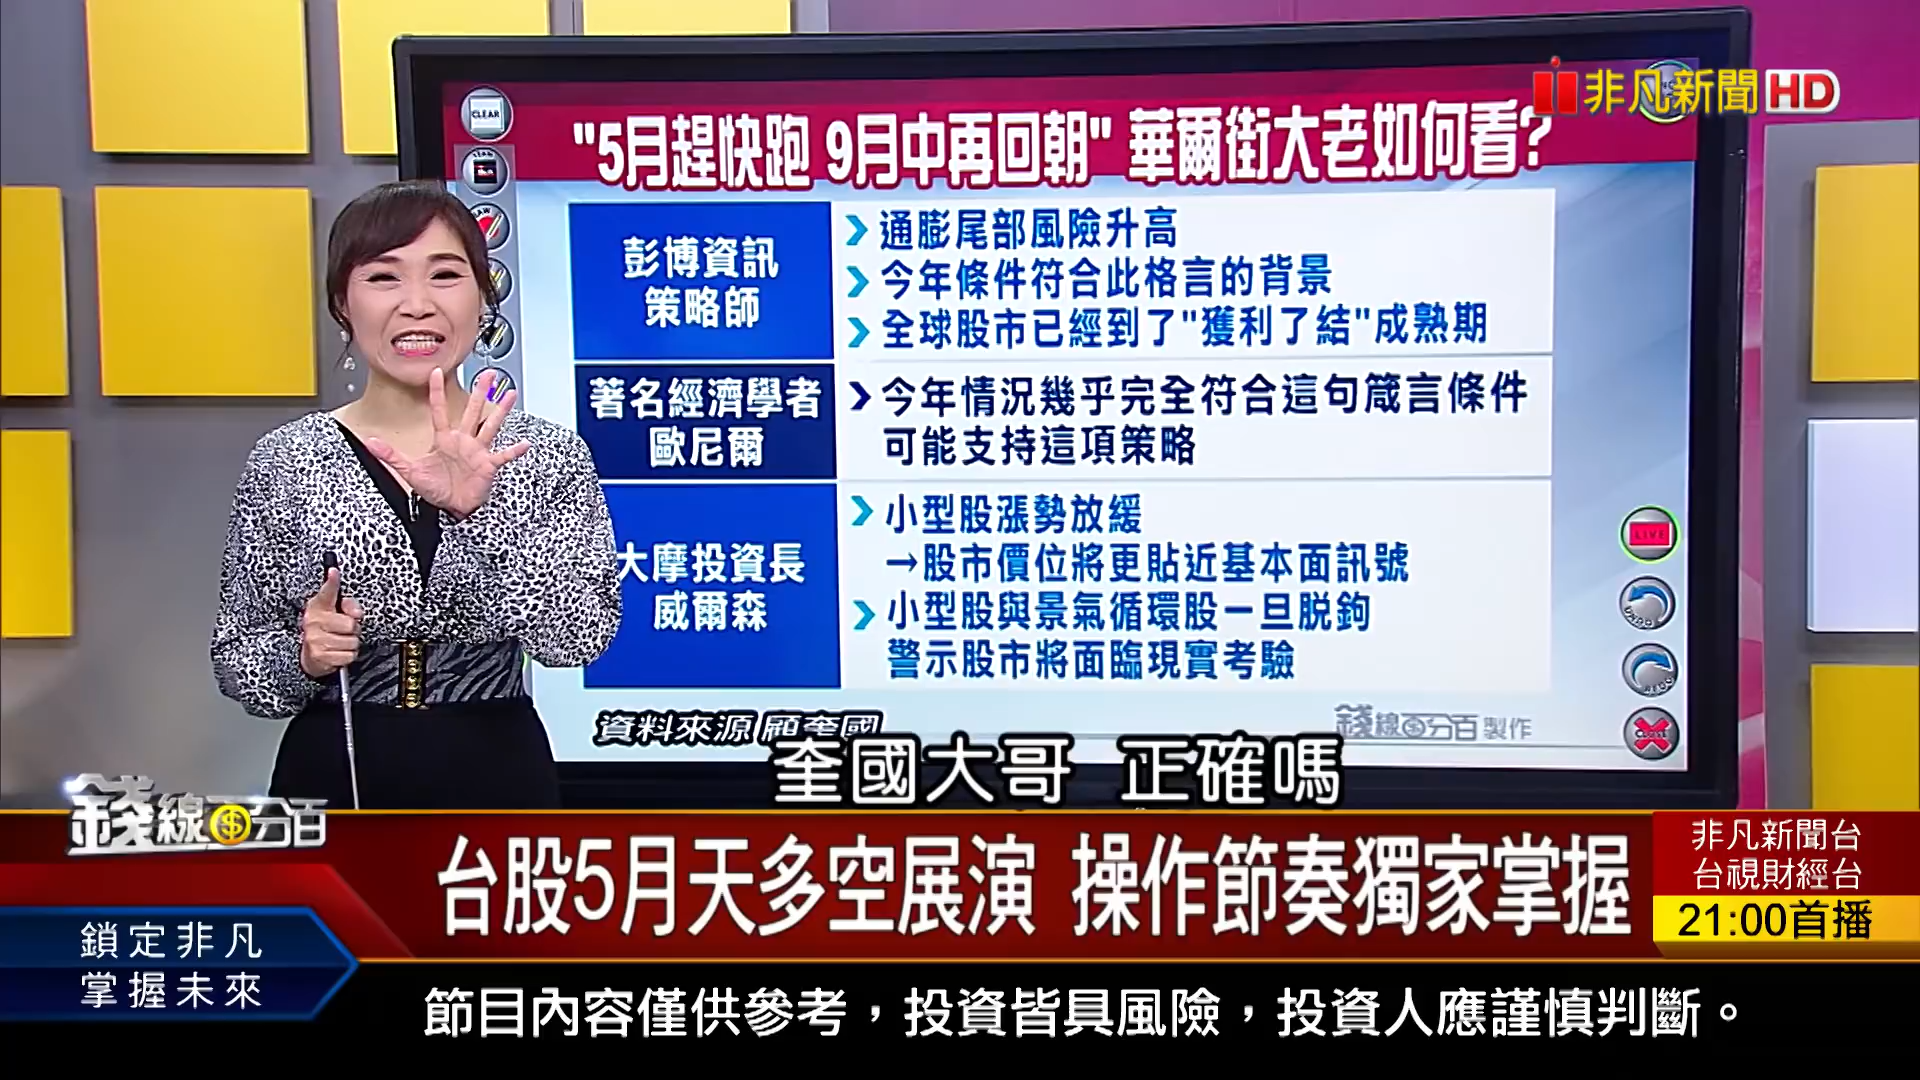 非凡新聞HD
CLEAR
"5月趕快跑 9月中再回朝" 華爾街大老如何看?
彭博資訊
策略師
通膨尾部風險升高
今年條件符合此格言的背景
全球股市已經到了"獲利了結"成熟期
著名經濟學者
歐尼爾
今年情況幾乎完全符合這句箴言條件
可能支持這項策略
大摩投資長
威爾森
小型股漲勢放緩
→股市價位將更貼近基本面訊號
小型股與景氣循環股一旦脫鉤
警示股市將面臨現實考驗
LIVE
資料來源 顧奎國
錢線百分百 製作
CLOSE
奎國大哥 正確嗎
錢線百分百
台股5月天多空展演 操作節奏獨家掌握
非凡新聞台
台視財經台
21:00首播
鎖定非凡
掌握未來
節目內容僅供參考，投資皆具風險，投資人應謹慎判斷。